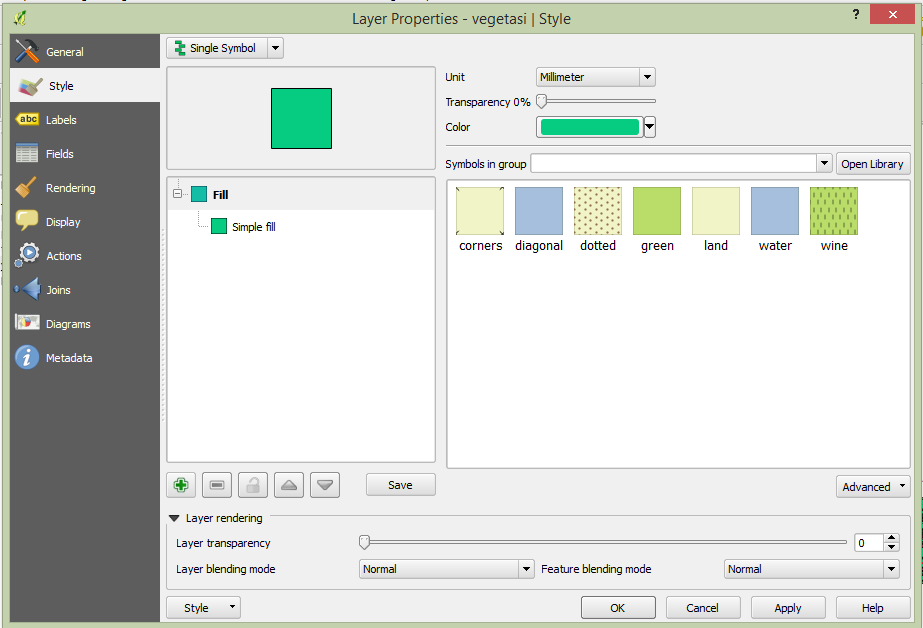 Layer Properties - vegetasi | Style
?
General
Style
abc Labels
Fields
Rendering
Display
Actions
Joins
Diagrams
i Metadata
Single Symbol
Fill
Simple fill
Save
Unit Millimeter
Transparency 0%
Color
Symbols in group Open Library
corners diagonal dotted green land water wine
Advanced
Layer rendering
Layer transparency 0
Layer blending mode Normal Feature blending mode Normal
Style OK Cancel Apply Help